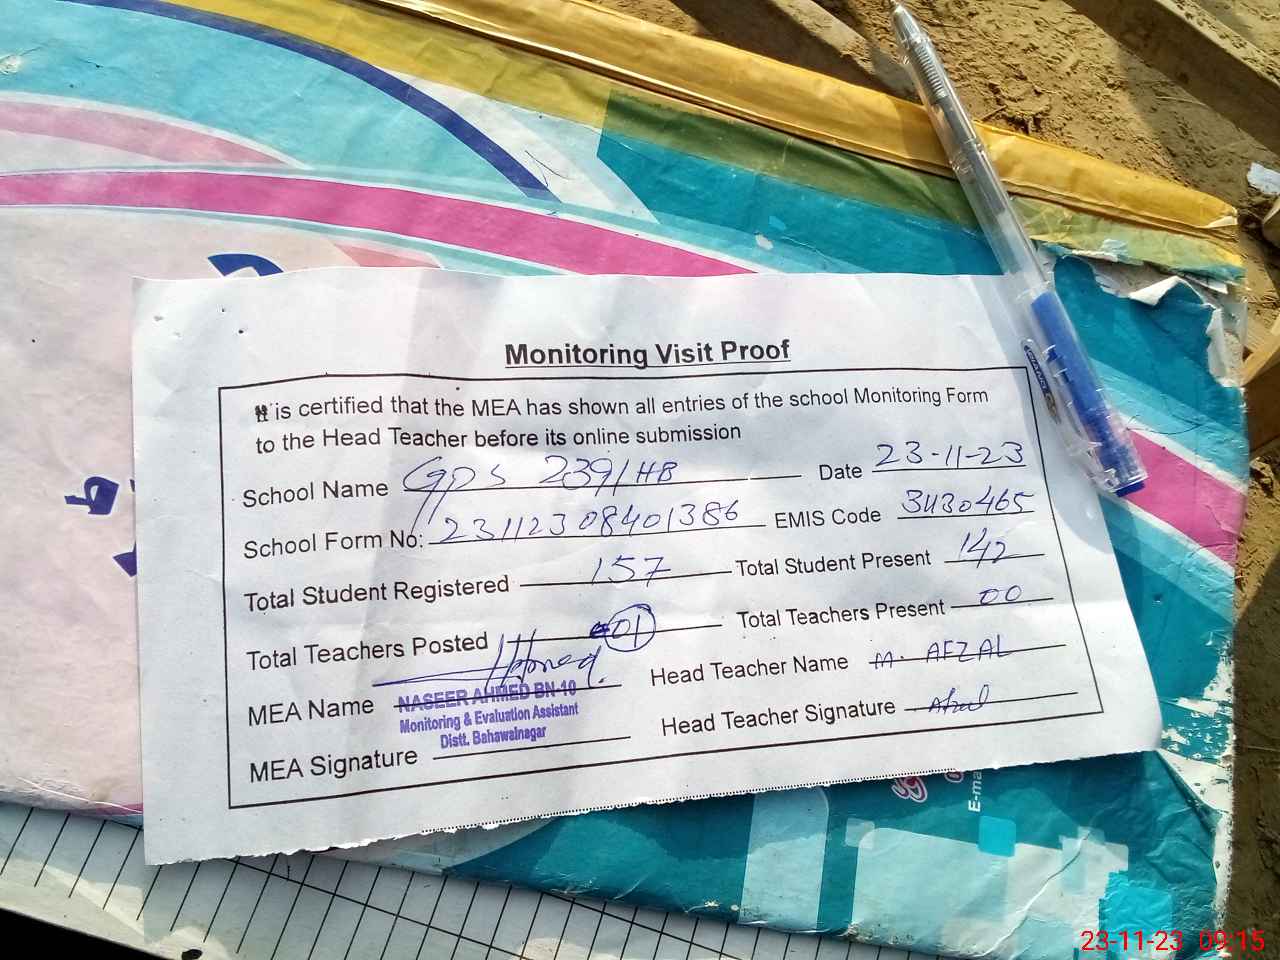 Monitoring Visit Proof
It is certified that the MEA has shown all entries of the school Monitoring Form
to the Head Teacher before its online submission
School Name GPS 239/HB Date 23-11-23
School Form No: 23112308401386 EMIS Code 3130465
Total Student Registered 157 Total Student Present 142
Total Teachers Posted 01 Total Teachers Present 00
MEA Name Head Teacher Name M. AFZAL
NASEER AHMED BN-10
Monitoring & Evaluation Assistant
Distt. Bahawalnagar
MEA Signature Head Teacher Signature Afzal
E-ma
23-11-23 09:15